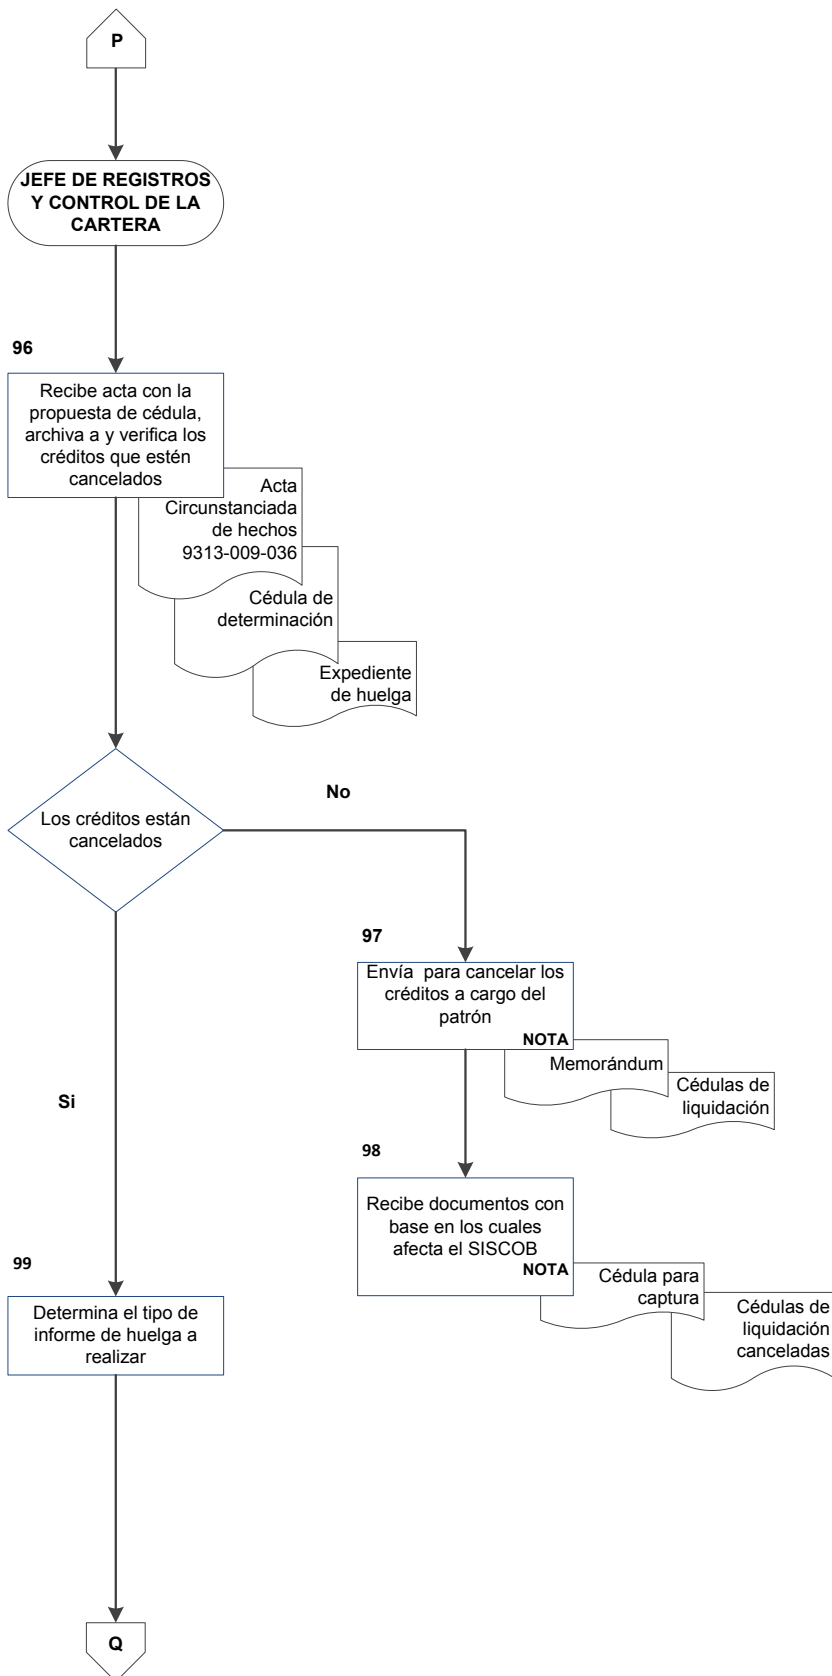 P
JEFE DE REGISTROS
Y CONTROL DE LA
CARTERA
96
Recibe acta con la
propuesta de cédula,
archiva a y verifica los
créditos que estén
cancelados
Acta
Circunstanciada
de hechos
9313-009-036
Cédula de
determinación
Expediente
de huelga
Los créditos están
cancelados
No
97
Envía para cancelar los
créditos a cargo del
patrón
NOTA
Memorándum
Cédulas de
liquidación
Si
98
Recibe documentos con
base en los cuales
afecta el SISCOB
NOTA
Cédula para
captura
Cédulas de
liquidación
canceladas
99
Determina el tipo de
informe de huelga a
realizar
Q